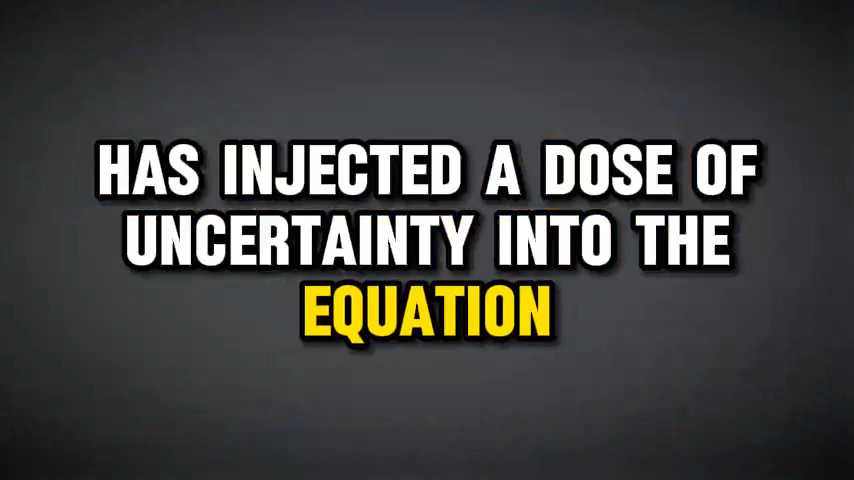 HAS INJECTED A DOSE OF
UNCERTAINTY INTO THE
EQUATION